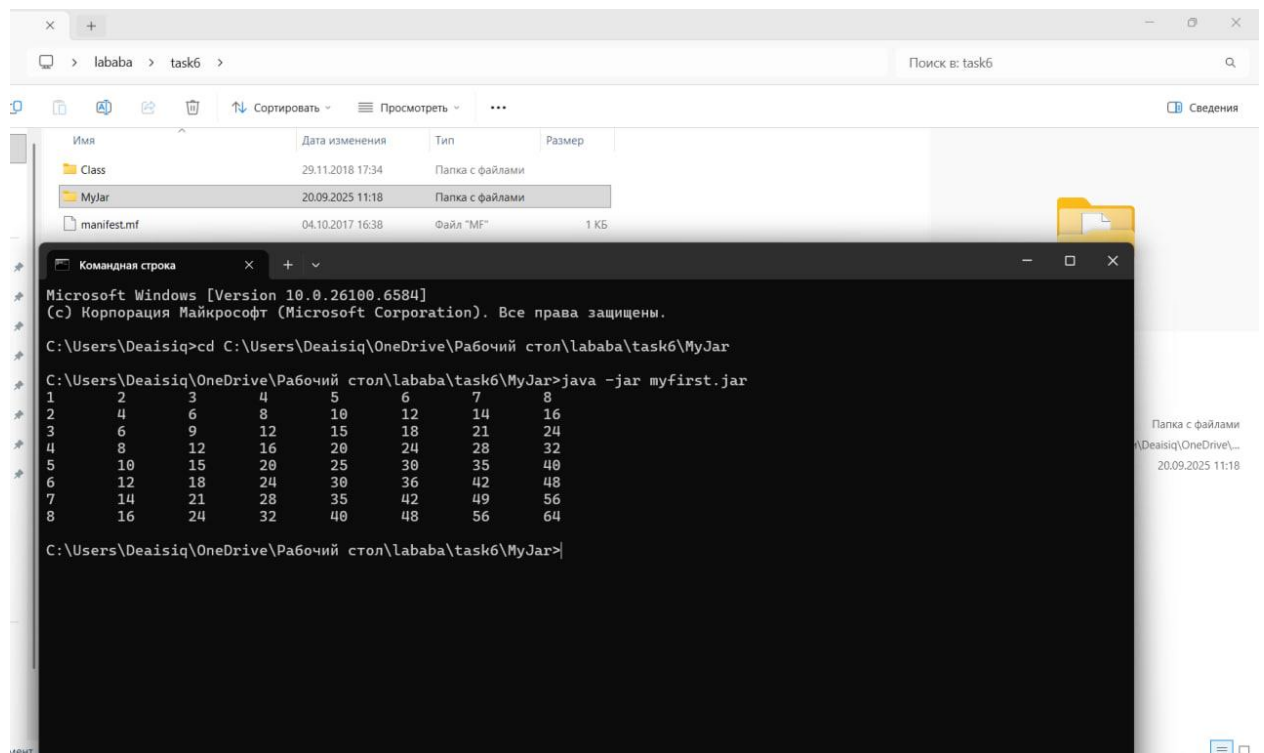 lababa > task6 >
Поиск в: task6
Сортировать
Просмотреть
...
Сведения
Имя Дата изменения Тип Размер
Class 29.11.2018 17:34 Папка с файлами
MyJar 20.09.2025 11:18 Папка с файлами
manifest.mf 04.10.2017 16:38 Файл "MF" 1 КБ
Командная строка
Microsoft Windows [Version 10.0.26100.6584]
(c) Корпорация Майкрософт (Microsoft Corporation). Все права защищены.
C:\Users\Deaisiq>cd C:\Users\Deaisiq\OneDrive\Рабочий стол\lababa\task6\MyJar
C:\Users\Deaisiq\OneDrive\Рабочий стол\lababa\task6\MyJar>java -jar myfirst.jar
1 2 3 4 5 6 7 8
2 4 6 8 10 12 14 16
3 6 9 12 15 18 21 24
4 8 12 16 20 24 28 32
5 10 15 20 25 30 35 40
6 12 18 24 30 36 42 48
7 14 21 28 35 42 49 56
8 16 24 32 40 48 56 64
C:\Users\Deaisiq\OneDrive\Рабочий стол\lababa\task6\MyJar>
Папка с файлами
\Deaisiq\OneDrive\...
20.09.2025 11:18